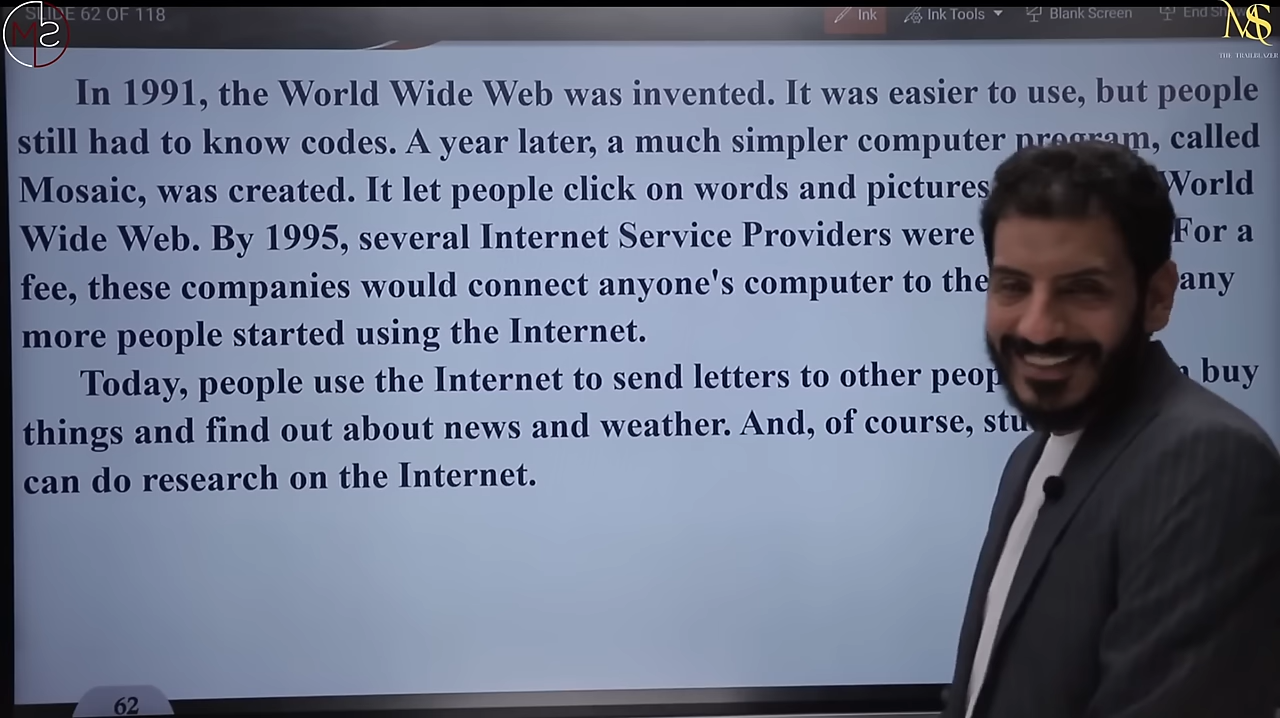 SLIDE 62 OF 118
Ink
Ink Tools
Blank Screen
End
MS
MS
THE TRAILBLAZER
In 1991, the World Wide Web was invented. It was easier to use, but people
still had to know codes. A year later, a much simpler computer program, called
Mosaic, was created. It let people click on words and pictures World
Wide Web. By 1995, several Internet Service Providers were For a
fee, these companies would connect anyone's computer to the
more people started using the Internet.
Today, people use the Internet to send letters to other buy
things and find out about news and weather. And, of course,
can do research on the Internet.
62